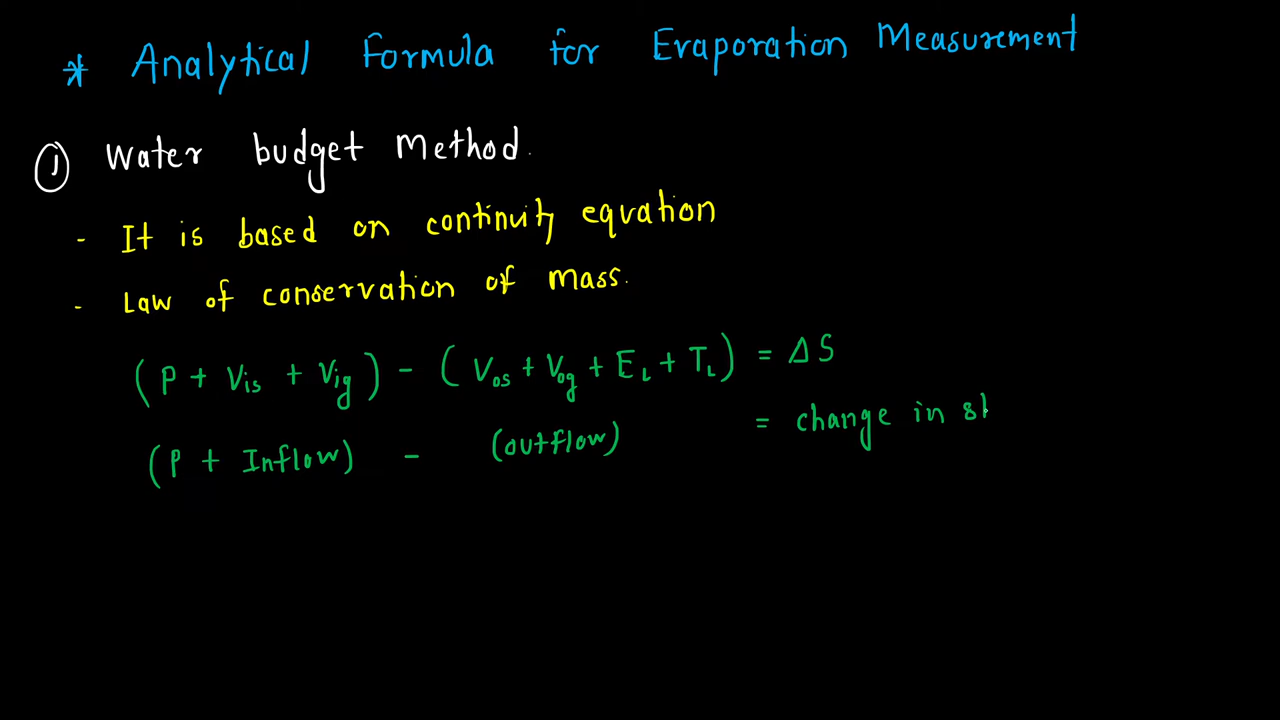 * Analytical Formula for Evaporation Measurement
① Water budget Method.
- It is based on continuity equation
- Law of conservation of mass.
(P + Vis + Vig) - (Vos + Vog + EL + TL) = ΔS
(P + Inflow) - (outflow) = change in